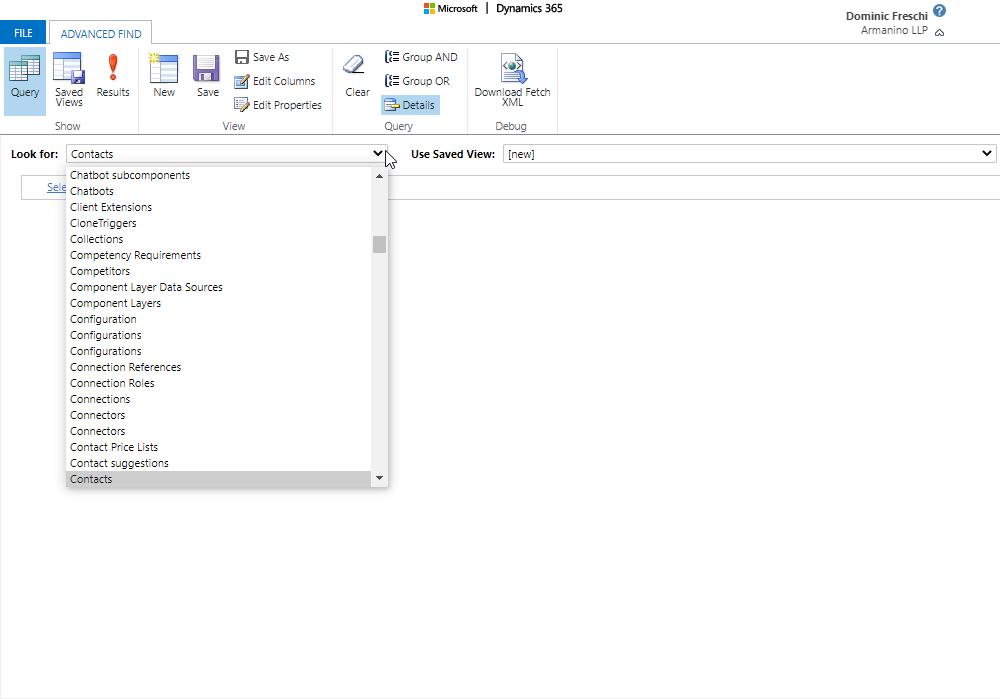 Microsoft | Dynamics 365
Dominic Freschi
Armanino LLP
FILE
ADVANCED FIND
Query
Saved Views
Results
Show
New
Save
Save As
Edit Columns
Edit Properties
View
Clear
[Group AND
[Group OR
Details
Query
Download Fetch XML
Debug
Look for:
Contacts
Use Saved View:
[new]
Sele
Chatbot subcomponents
Chatbots
Client Extensions
CloneTriggers
Collections
Competency Requirements
Competitors
Component Layer Data Sources
Component Layers
Configuration
Configurations
Configurations
Connection References
Connection Roles
Connections
Connectors
Connectors
Contact Price Lists
Contact suggestions
Contacts